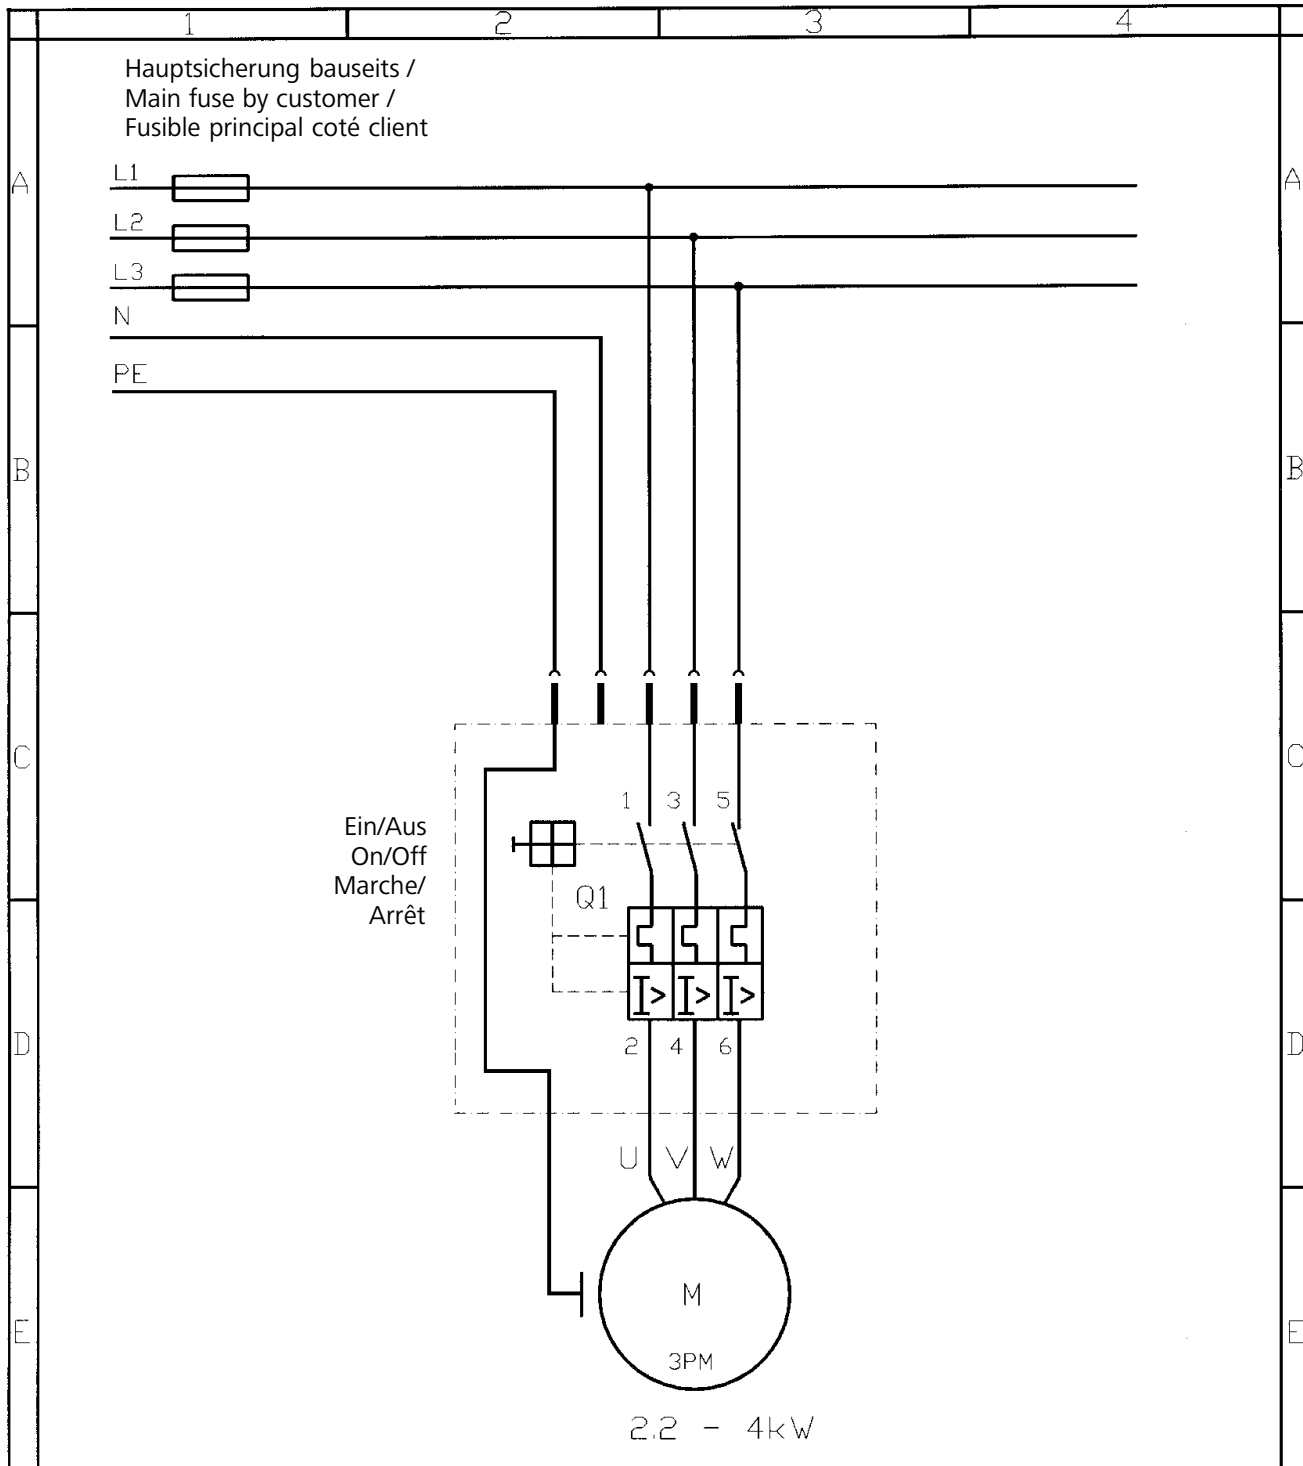 1 2 3 4
Hauptsicherung bauseits /
Main fuse by customer /
Fusible principal coté client
A L1 A
L2
L3
N
PE
B B
C C
1 3 5
Ein/Aus
On/Off
Marche/
Arrêt
Q1
I> I> I>
D 2 4 6 D
U V W
M
E E
3PM
2.2 - 4kW